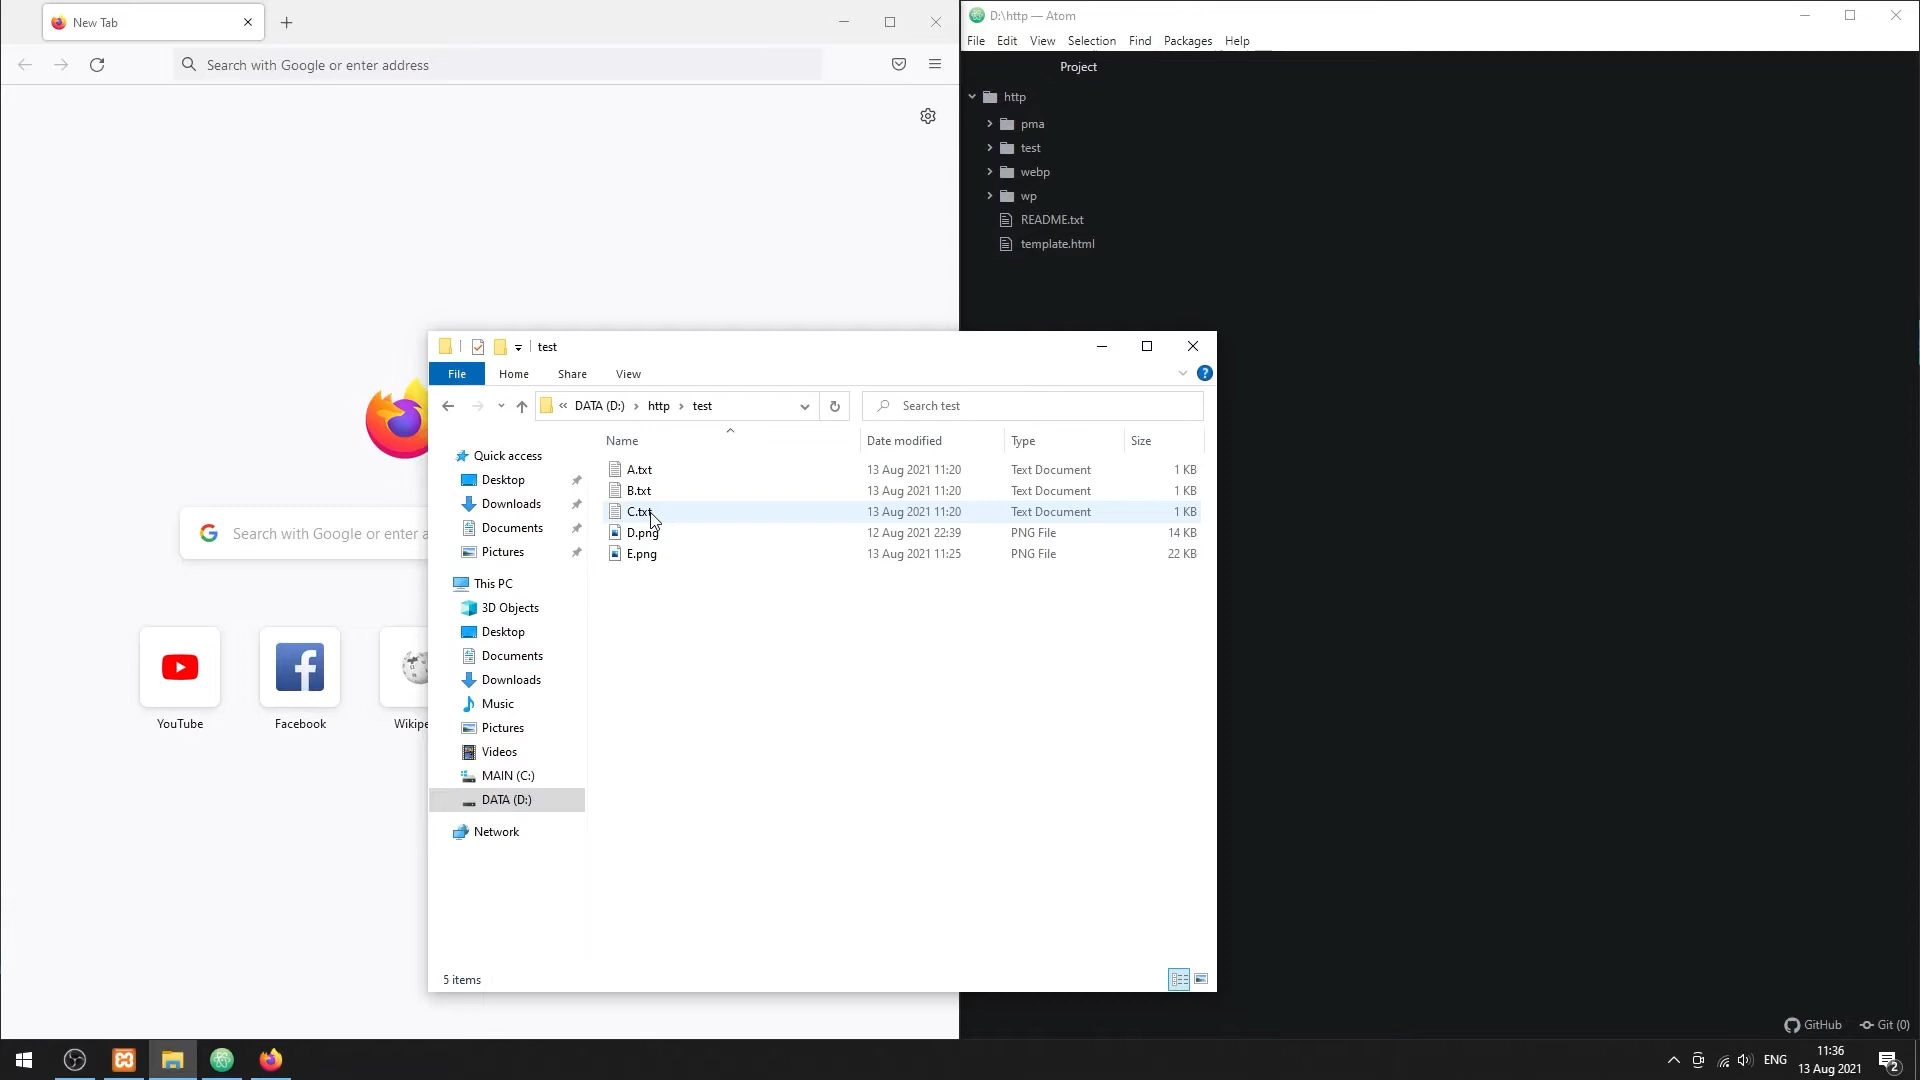 New Tab
Search with Google or enter address
Search with Google or enter a
YouTube
Facebook
Wikipe
D:\http — Atom
File Edit View Selection Find Packages Help
Project
http
pma
test
webp
wp
README.txt
template.html
test
File Home Share View
« DATA (D:) › http › test
Search test
Name Date modified Type Size
A.txt 13 Aug 2021 11:20 Text Document 1 KB
B.txt 13 Aug 2021 11:20 Text Document 1 KB
C.txt 13 Aug 2021 11:20 Text Document 1 KB
D.png 12 Aug 2021 22:39 PNG File 14 KB
E.png 13 Aug 2021 11:25 PNG File 22 KB
Quick access
Desktop
Downloads
Documents
Pictures
This PC
3D Objects
Desktop
Documents
Downloads
Music
Pictures
Videos
MAIN (C:)
DATA (D:)
Network
5 items
GitHub Git (0)
ENG
11:36
13 Aug 2021
2